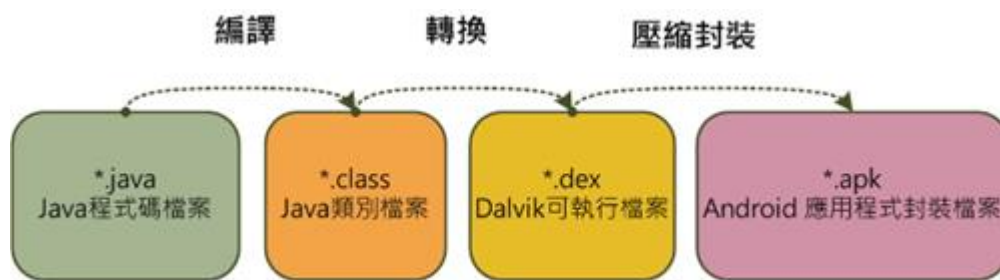 編譯
轉換
壓縮封裝
*.java
Java程式碼檔案
*.class
Java類別檔案
*.dex
Dalvik可執行檔案
*.apk
Android 應用程式封裝檔案